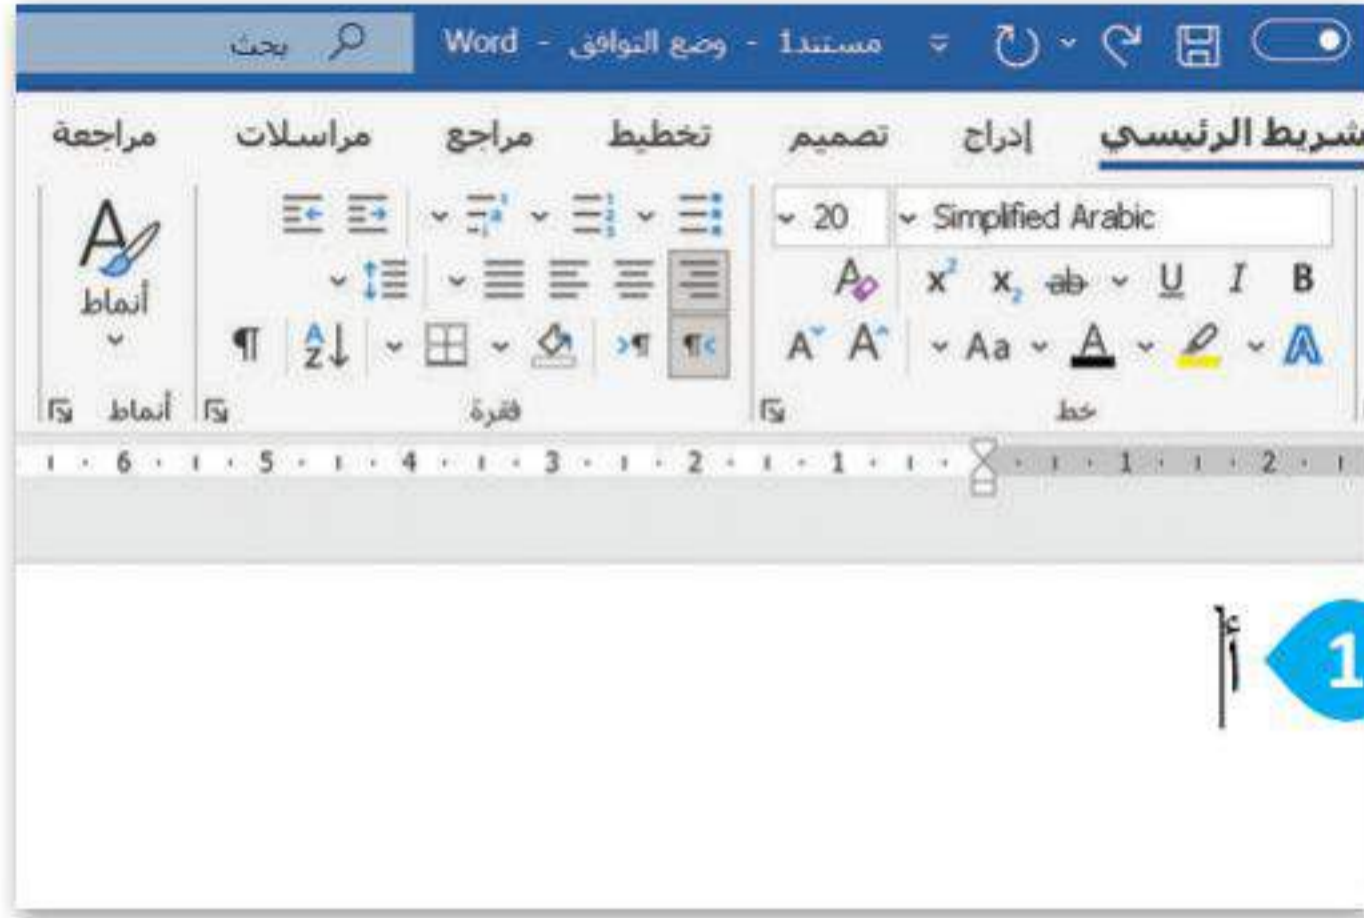 مستند1 - وضع التوافق - Word بحث
شريط الرئيسي إدراج تصميم تخطيط مراجع مراسلات مراجعة
Simplified Arabic 20
B I U ab x₂ x² A
A A Aa A A
أنماط
خط فقرة أنماط
2 1 1 2 3 4 5 6
1
أ